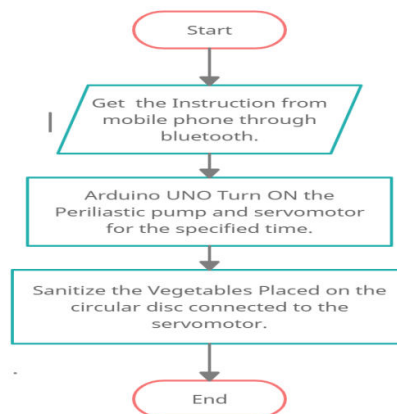 Start
Get the Instruction from
mobile phone through
bluetooth.
Arduino UNO Turn ON the
Periliastic pump and servomotor
for the specified time.
Sanitize the Vegetables Placed on the
circular disc connected to the
servomotor.
End